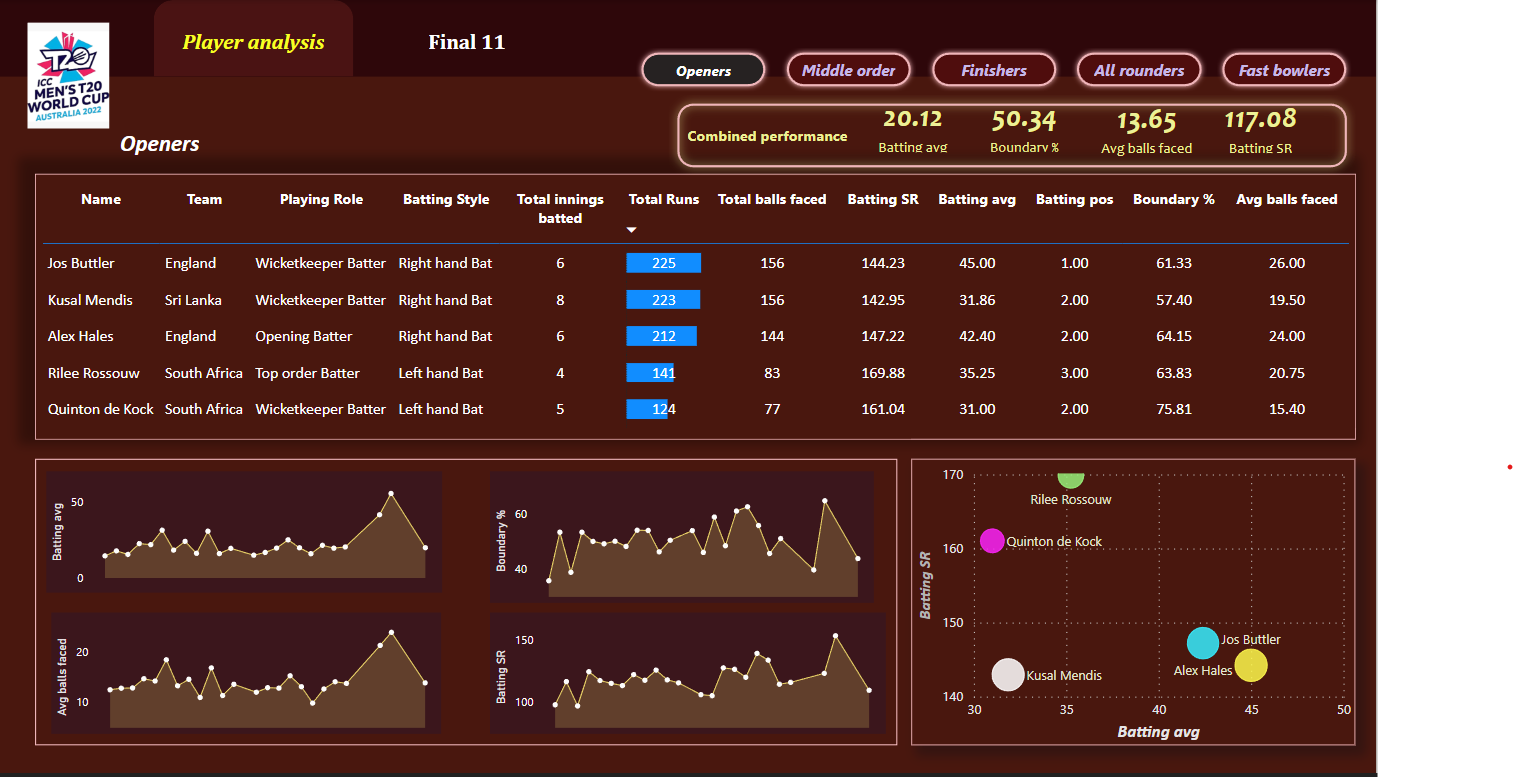 Player analysis
Final 11
T20
ICC
MEN'S T20
WORLD CUP
AUSTRALIA 2022
Openers
Middle order
Finishers
All rounders
Fast bowlers
Combined performance
20.12
Batting avg
50.34
Boundary %
13.65
Avg balls faced
117.08
Batting SR
Openers
Name Team Playing Role Batting Style Total innings batted Total Runs Total balls faced Batting SR Batting avg Batting pos Boundary % Avg balls faced
Jos Buttler England Wicketkeeper Batter Right hand Bat 6 225 156 144.23 45.00 1.00 61.33 26.00
Kusal Mendis Sri Lanka Wicketkeeper Batter Right hand Bat 8 223 156 142.95 31.86 2.00 57.40 19.50
Alex Hales England Opening Batter Right hand Bat 6 212 144 147.22 42.40 2.00 64.15 24.00
Rilee Rossouw South Africa Top order Batter Left hand Bat 4 141 83 169.88 35.25 3.00 63.83 20.75
Quinton de Kock South Africa Wicketkeeper Batter Left hand Bat 5 124 77 161.04 31.00 2.00 75.81 15.40
Batting avg
50
0
Boundary %
60
40
Avg balls faced
20
10
Batting SR
150
100
Batting SR
170
160
150
140
Rilee Rossouw
Quinton de Kock
Jos Buttler
Alex Hales
Kusal Mendis
30 35 40 45 50
Batting avg